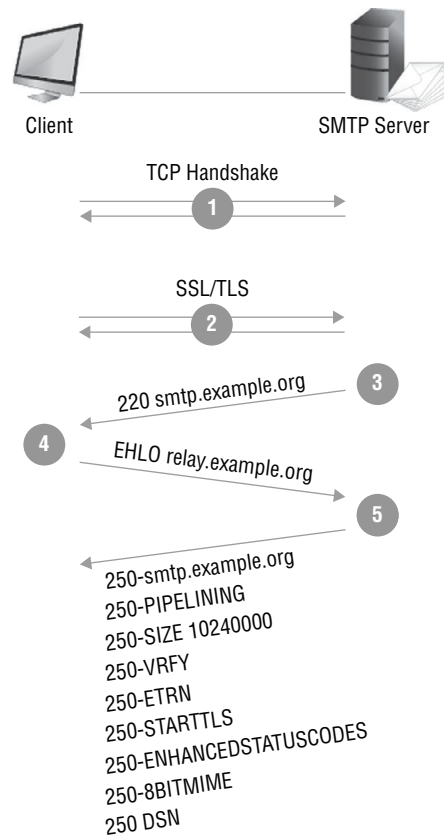 Client
SMTP Server
TCP Handshake
1
SSL/TLS
2
3
220 smtp.example.org
4
EHLO relay.example.org
5
250-smtp.example.org
250-PIPELINING
250-SIZE 10240000
250-VRFY
250-ETRN
250-STARTTLS
250-ENHANCEDSTATUSCODES
250-8BITMIME
250 DSN